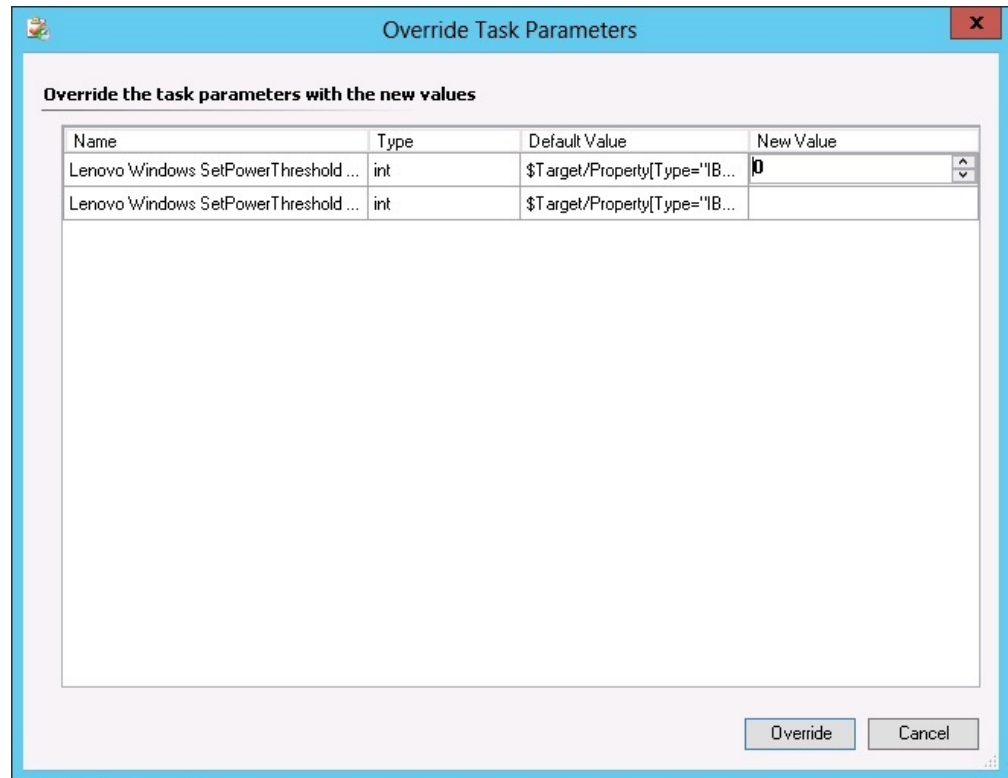 Override Task Parameters
x
Override the task parameters with the new values
Name Type Default Value New Value
Lenovo Windows SetPowerThreshold ... int $Target/Property[Type="IB... 0
Lenovo Windows SetPowerThreshold ... int $Target/Property[Type="IB...
Override Cancel